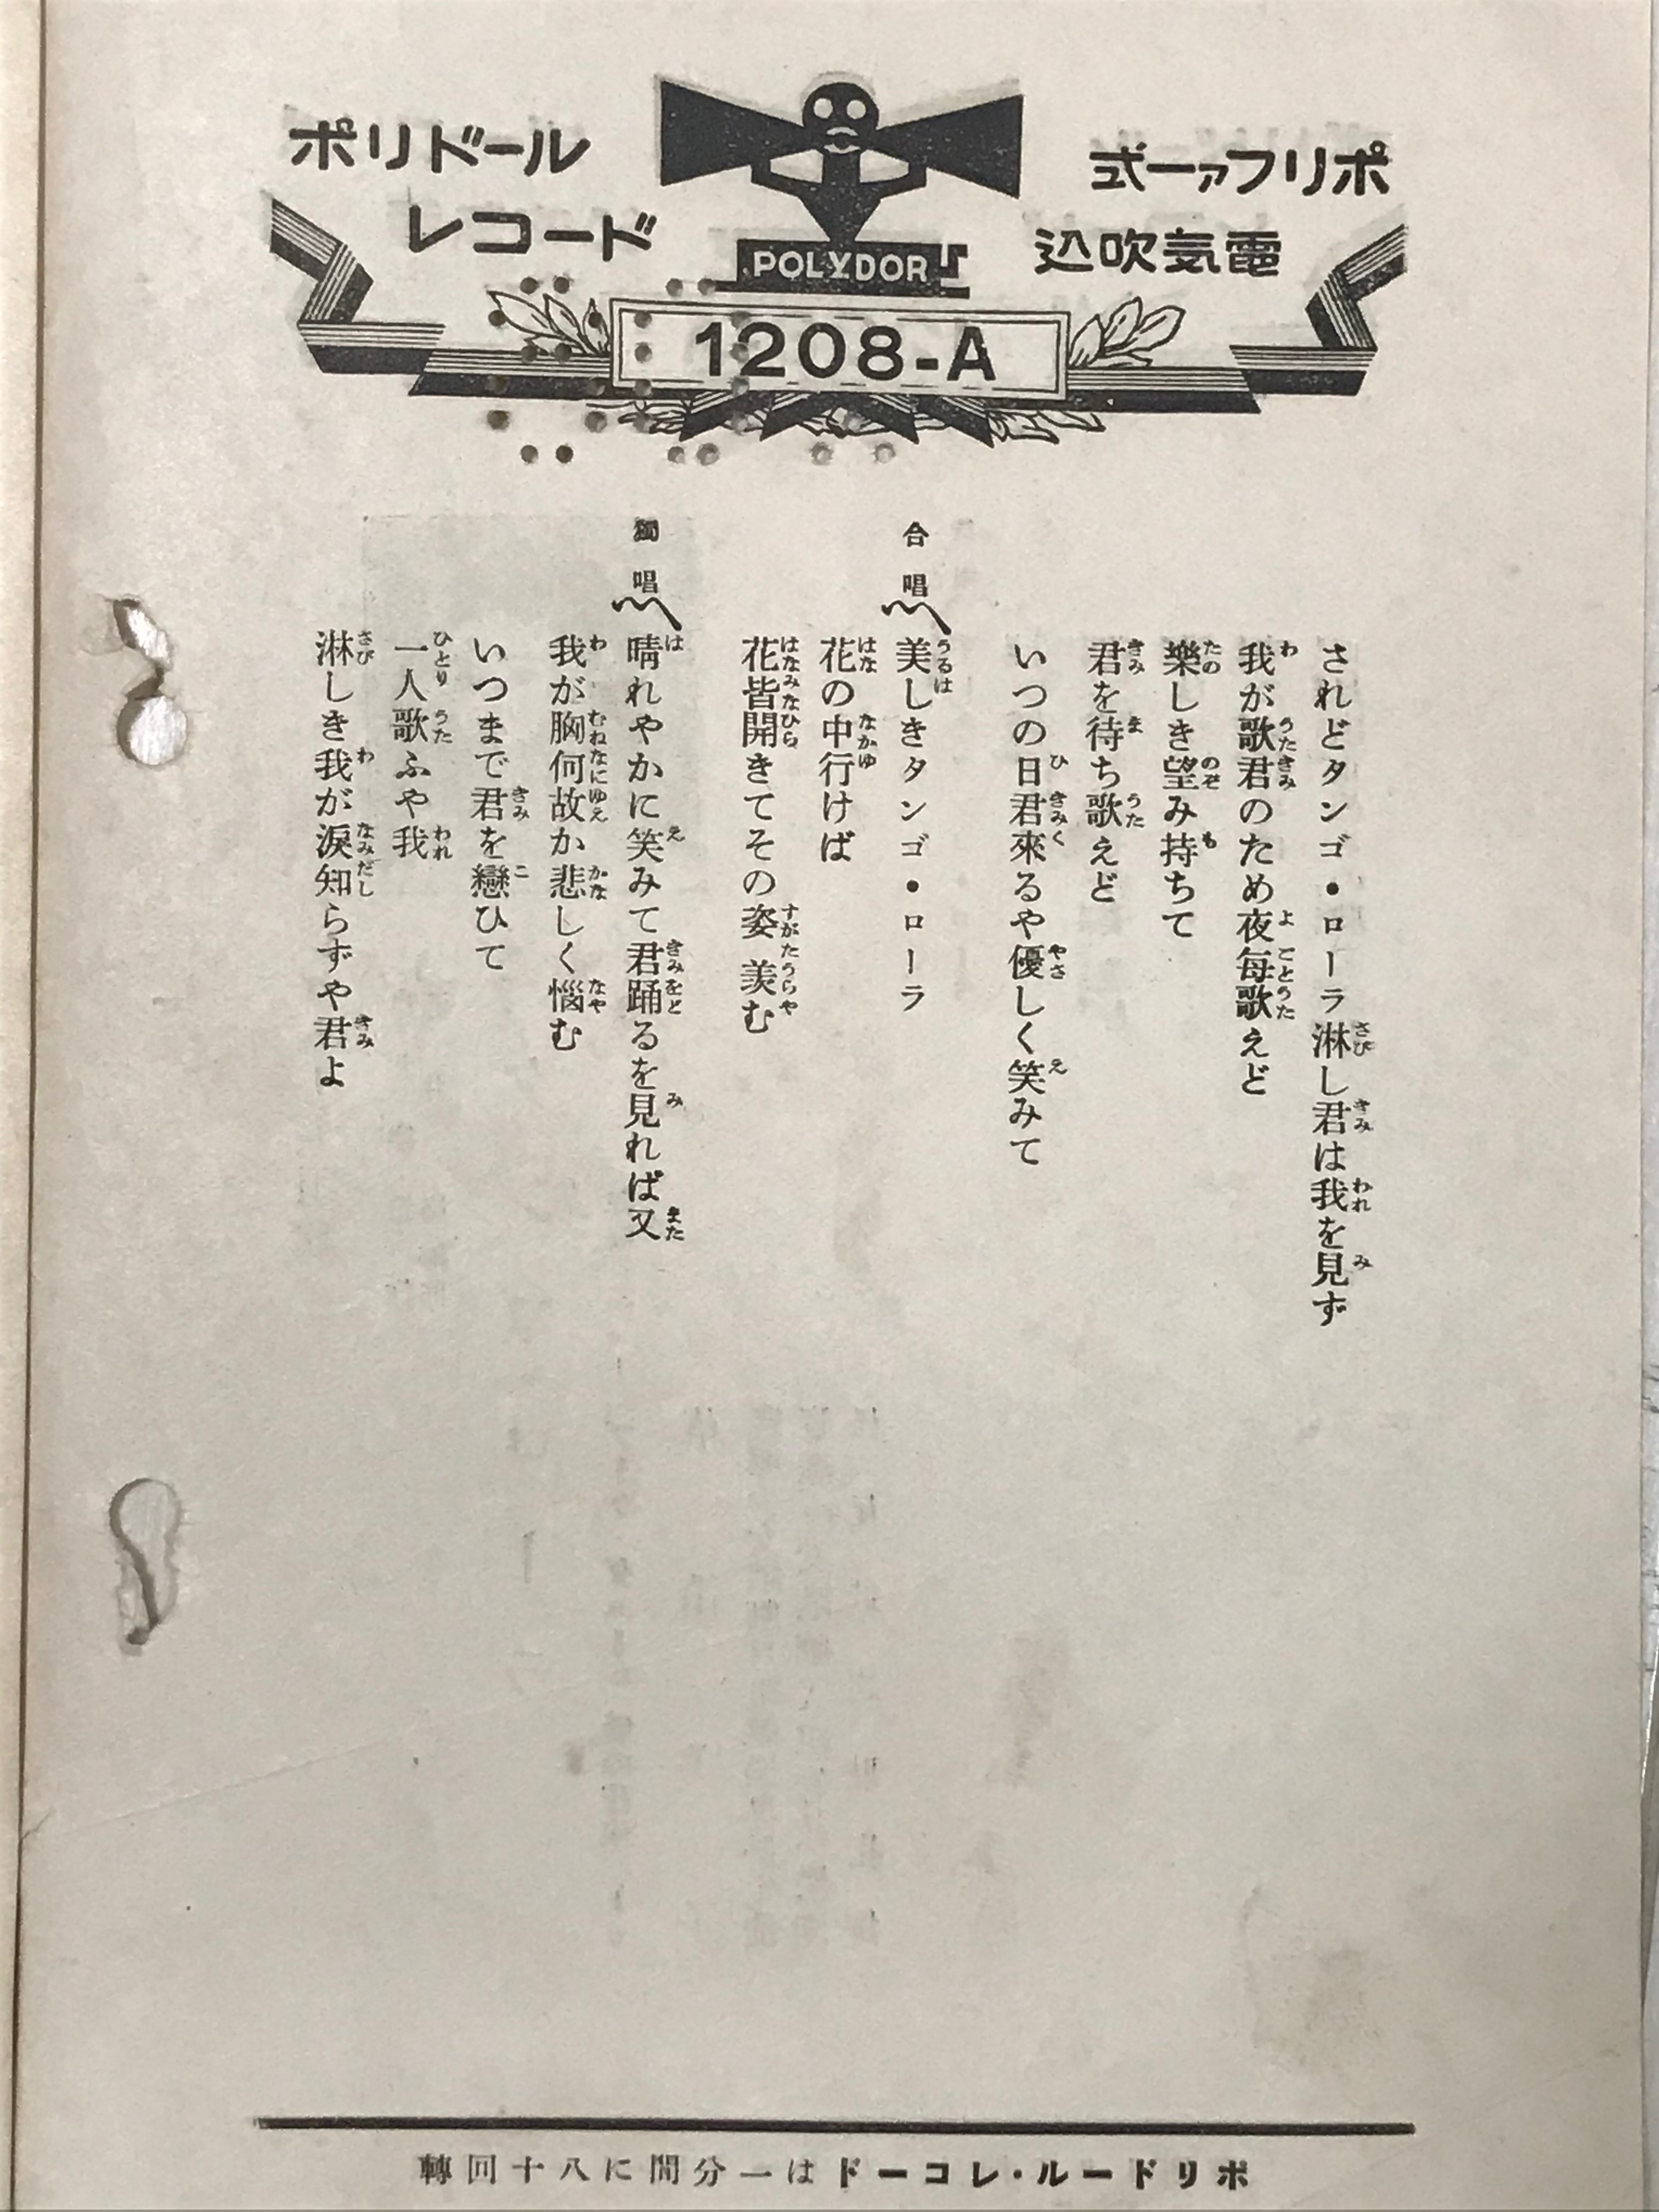 ポリドール
レコード
POLYDOR
ポリファー式
電気吹込
1208-A
されどタンゴ・ローラ淋し君は我を見ず
我が歌君のため夜毎歌えど
樂しき望み持ちて
君を待ち歌えど
いつの日君來るや優しく笑みて
合唱
美しきタンゴ・ローラ
花の中行けば
花皆開きてその姿羨む
獨唱
晴れやかに笑みて君踊るを見れば又
我が胸何故か悲しく惱む
いつまで君を戀ひて
一人歌ふや我
淋しき我が淚知らずや君よ
ポリドール・レコードは一分間に八十回轉